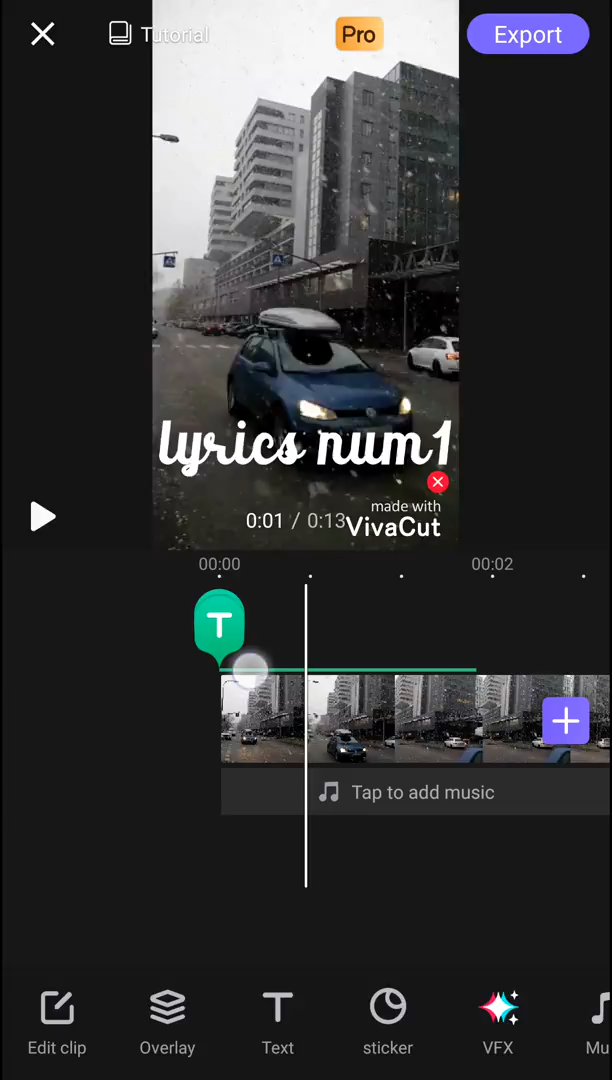 Tutorial
Pro
Export
lyrics num1
made with
VivaCut
0:01 / 0:13
00:00
00:02
T
Tap to add music
Edit clip
Overlay
Text
sticker
VFX
Mu